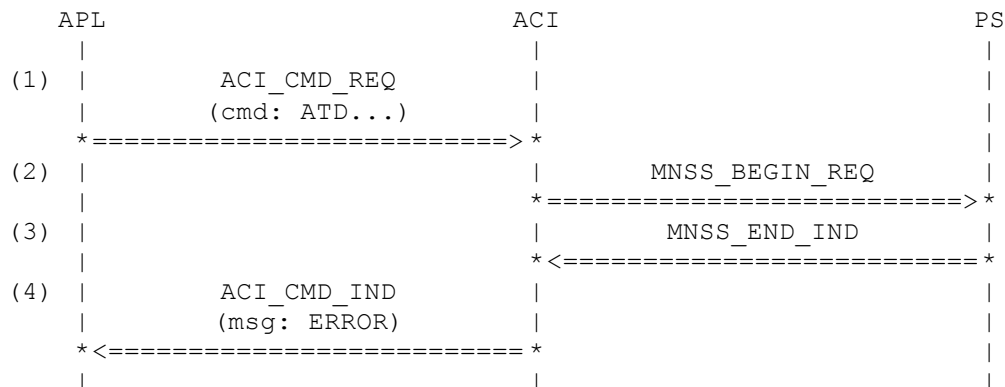 APL ACI PS
| | |
(1) | ACI_CMD_REQ | |
| (cmd: ATD...) | |
*==========================>* |
(2) | | MNSS_BEGIN_REQ |
| *==========================>*
(3) | | MNSS_END_IND |
| *<==========================*
(4) | ACI_CMD_IND | |
| (msg: ERROR) | |
*<==========================* |
| | |